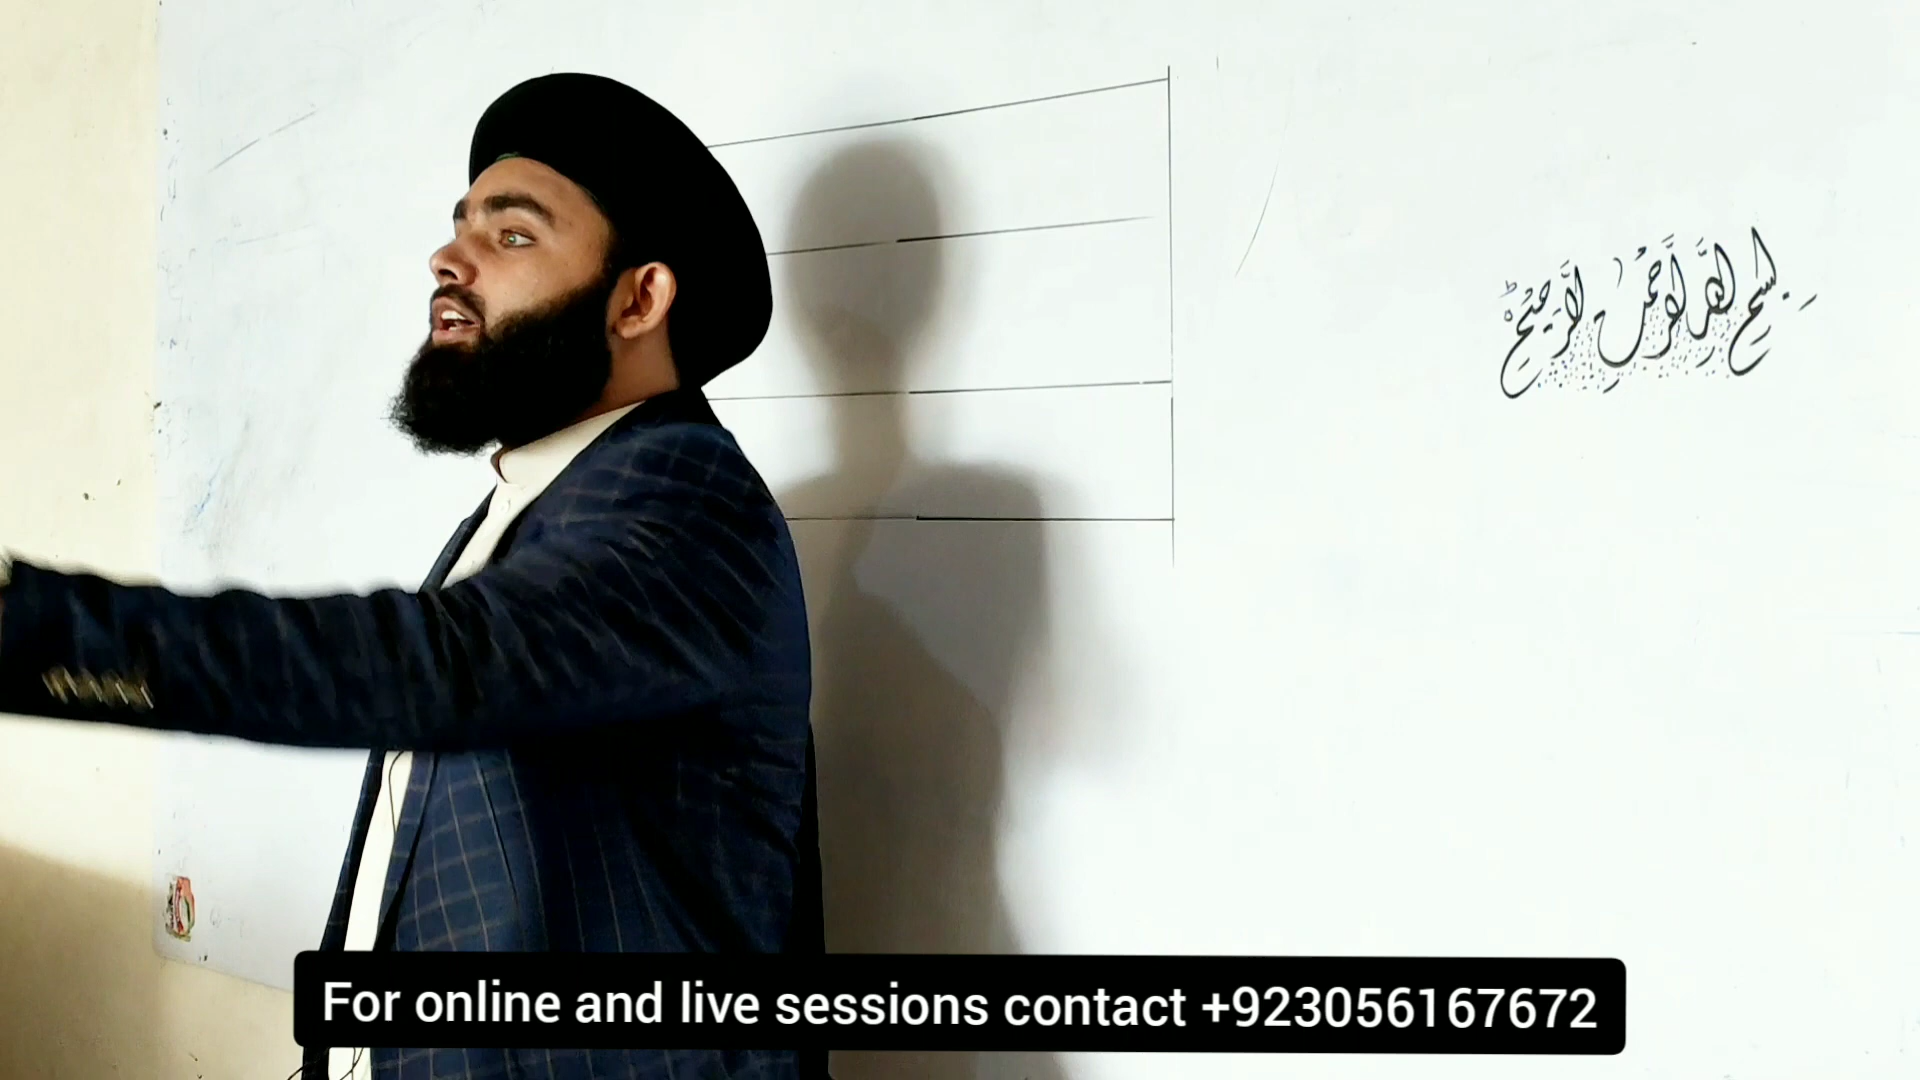 بسم الله الرحمن الرحيم
For online and live sessions contact +923056167672